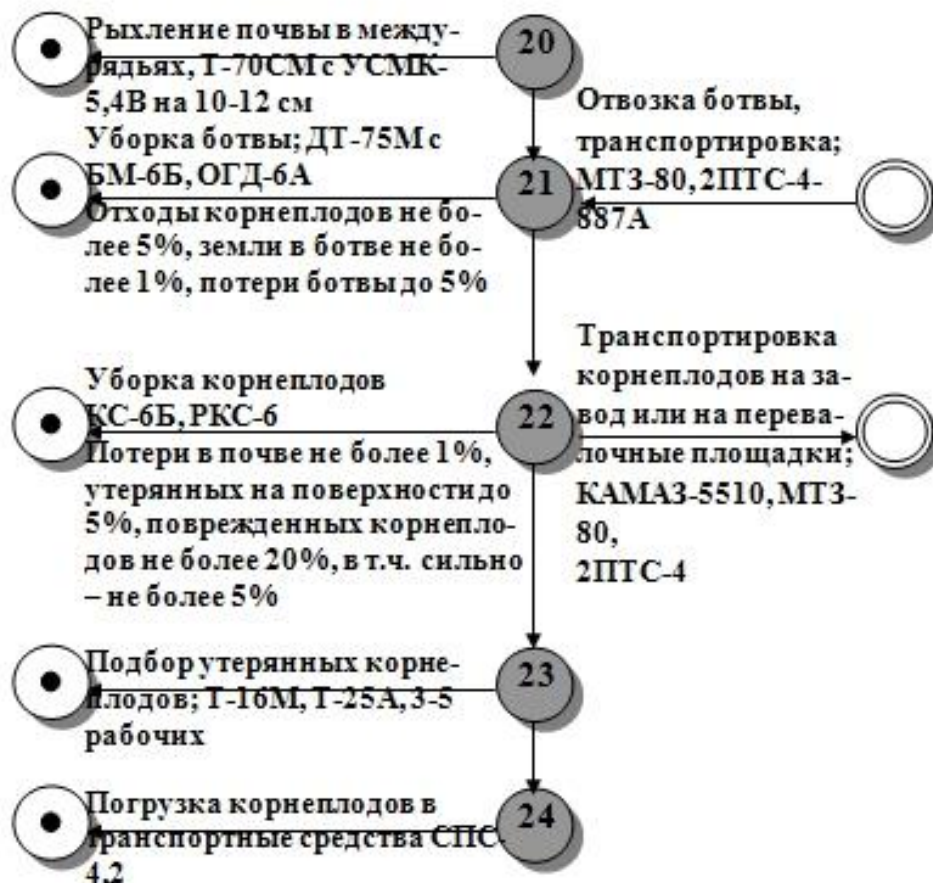 Рыхление почвы в между-
рядьях, Т-70СМ с УСМК-
5,4В на 10-12 см
20
Уборка ботвы; ДТ-75М с
БМ-6Б, ОГД-6А
Отходы корнеплодов не бо-
лее 5%, земли в ботве не бо-
лее 1%, потери ботвы до 5%
21
Отвозка ботвы,
транспортировка;
МТЗ-80, 2ПТС-4-
887А
Уборка корнеплодов
КС-6Б, РКС-6
Потери в почве не более 1%,
утерянных на поверхности до
5%, поврежденных корнепло-
дов не более 20%, в т.ч. сильно
– не более 5%
22
Транспортировка
корнеплодов на за-
вод или на перева-
лочные площадки;
КАМАЗ-5510, МТЗ-
80,
2ПТС-4
Подбор утерянных корне-
плодов; Т-16М, Т-25А, 3-5
рабочих
23
Погрузка корнеплодов в
транспортные средства СПС-
4,2
24